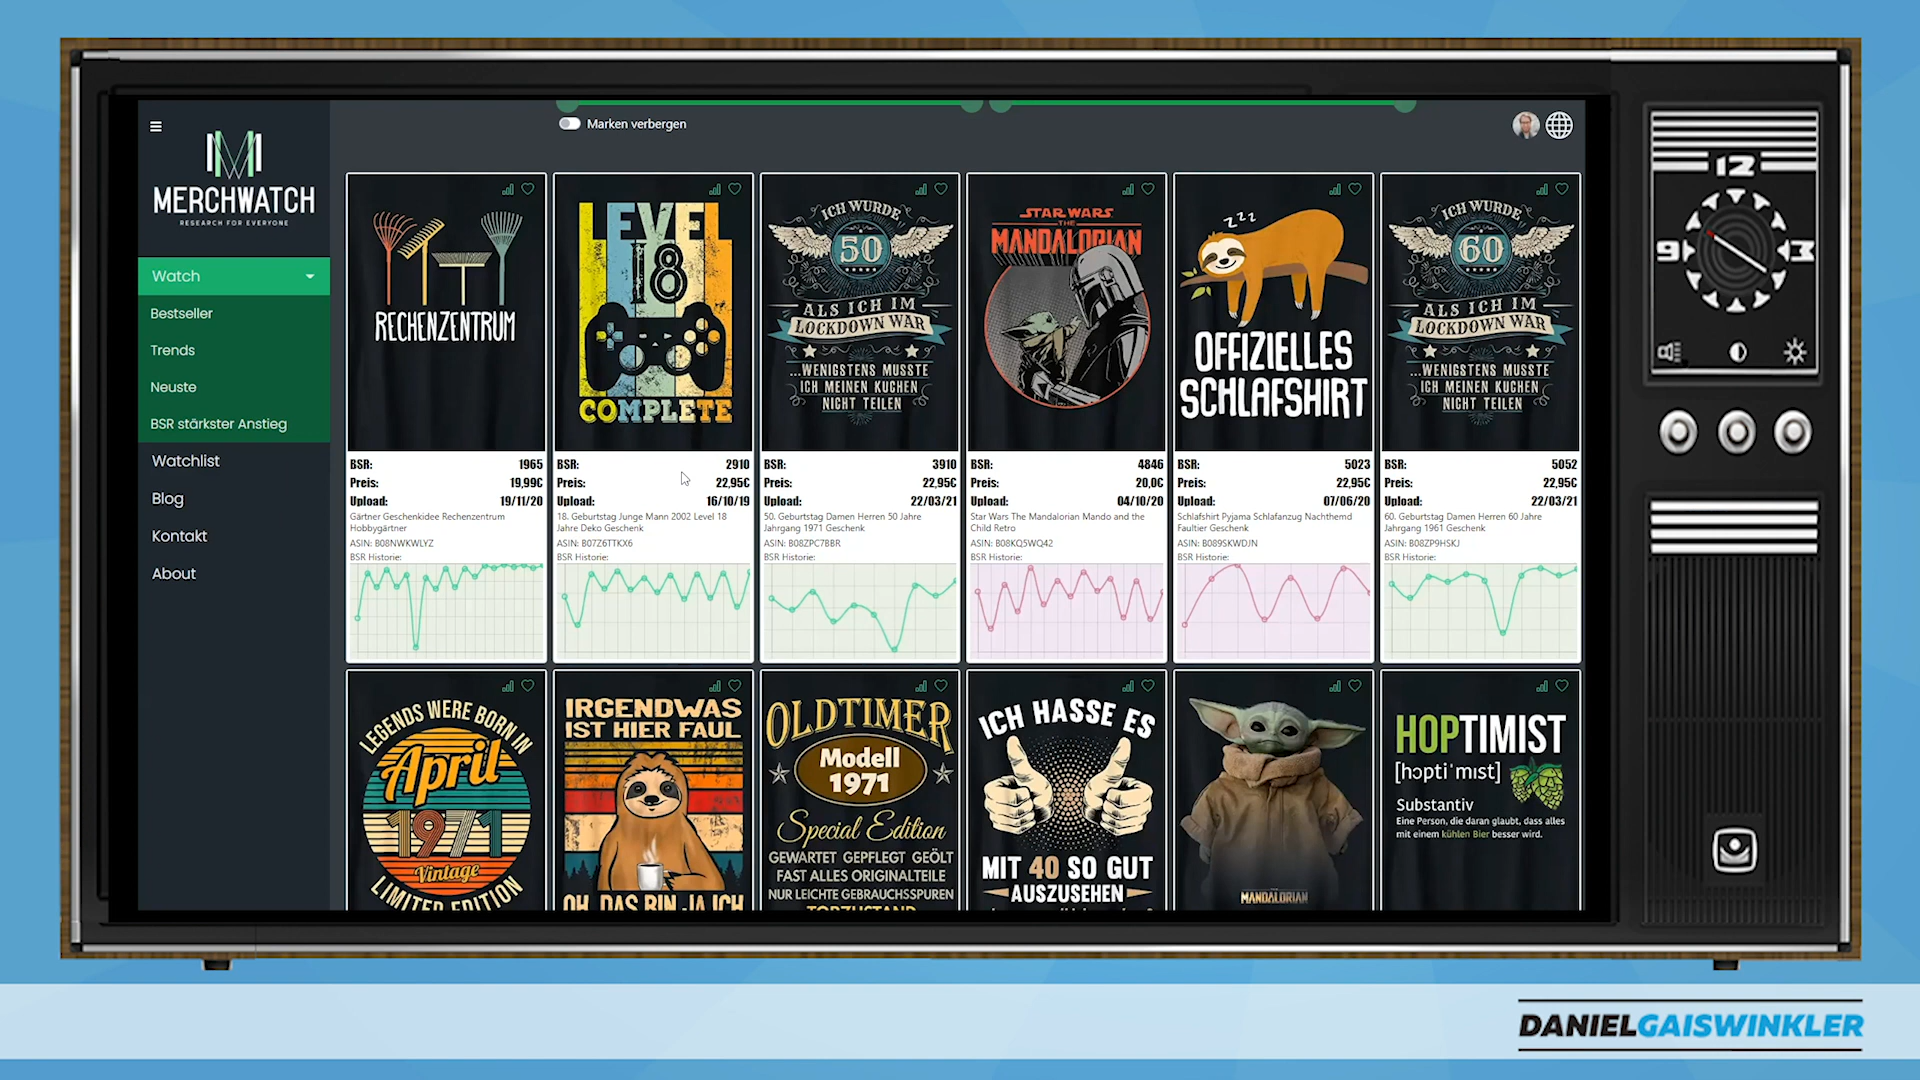 Marken verbergen
MERCHWATCH
RESEARCH FOR EVERYONE
Watch
Bestseller
Trends
Neuste
BSR stärkster Anstieg
Watchlist
Blog
Kontakt
About
RECHENZENTRUM
BSR: 1965
Preis: 19,99€
Upload: 19/11/20
Gärtner Geschenkidee Rechenzentrum
Hobbygärtner
ASIN: B08NWKWLYZ
BSR Historie:
LEVEL
18
COMPLETE
BSR: 2910
Preis: 22,95€
Upload: 16/10/19
18. Geburtstag Junge Mann 2002 Level 18
Jahre Deko Geschenk
ASIN: B07Z6TTKX6
BSR Historie:
ICH WURDE
50
ALS ICH IM
LOCKDOWN WAR
...WENIGSTENS MUSSTE
ICH MEINEN KUCHEN
NICHT TEILEN
BSR: 3910
Preis: 22,95€
Upload: 22/03/21
50. Geburtstag Damen Herren 50 Jahre
Jahrgang 1971 Geschenk
ASIN: B08ZPC7BBR
BSR Historie:
STAR WARS
THE
MANDALORIAN
BSR: 4846
Preis: 20,0€
Upload: 04/10/20
Star Wars The Mandalorian Mando and the
Child Retro
ASIN: B08KQ5WQ42
BSR Historie:
zzz
OFFIZIELLES
SCHLAFSHIRT
BSR: 5023
Preis: 22,95€
Upload: 07/06/20
Schlafshirt Pyjama Schlafanzug Nachthemd
Faultier Geschenk
ASIN: B089SKWDJN
BSR Historie:
ICH WURDE
60
ALS ICH IM
LOCKDOWN WAR
...WENIGSTENS MUSSTE
ICH MEINEN KUCHEN
NICHT TEILEN
BSR: 5052
Preis: 22,95€
Upload: 22/03/21
60. Geburtstag Damen Herren 60 Jahre
Jahrgang 1961 Geschenk
ASIN: B08ZP9HSKJ
BSR Historie:
LEGENDS WERE BORN IN
April
1971
Vintage
LIMITED EDITION
IRGENDWAS
IST HIER FAUL
OH, DAS BIN JA ICH
OLDTIMER
Modell
1971
Special Edition
GEWARTET GEPFLEGT GEÖLT
FAST ALLES ORIGINALTEILE
NUR LEICHTE GEBRAUCHSSPUREN
TOPZUSTAND
ICH HASSE ES
MIT 40 SO GUT
AUSZUSEHEN
MANDALORIAN
HOPTIMIST
[hɔptiˈmɪst]
Substantiv
Eine Person, die daran glaubt, dass alles
mit einem kühlen Bier besser wird.
12
9
3
DANIELGAISWINKLER